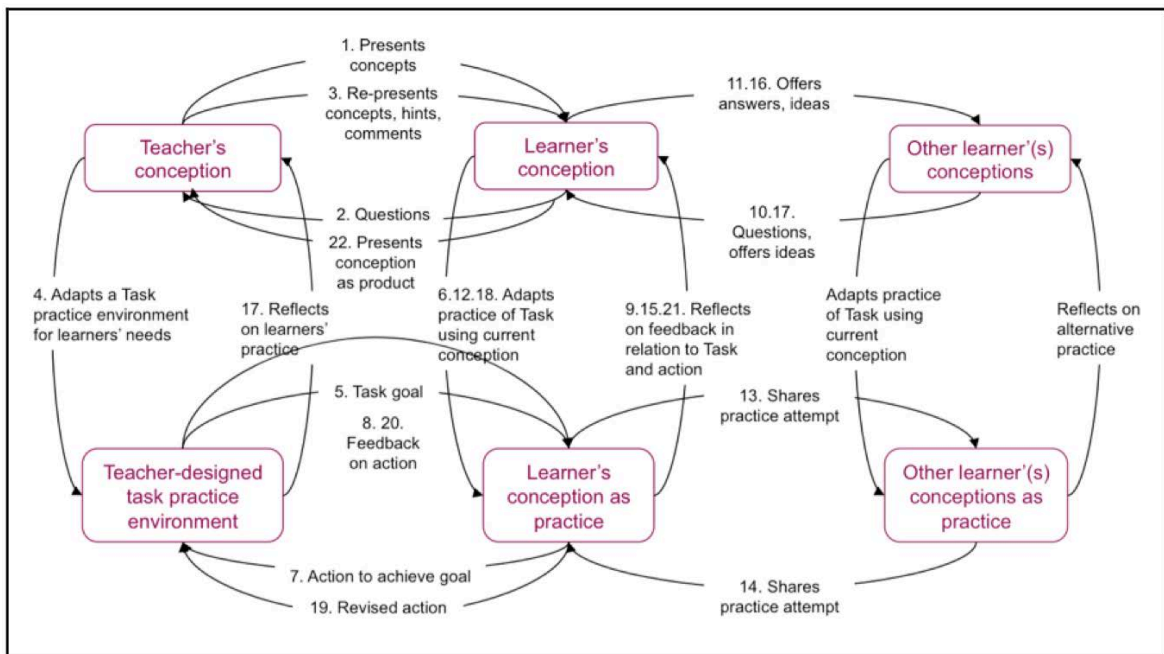 1. Presents
concepts
3. Re-presents
concepts, hints,
comments
11.16. Offers
answers, ideas
Teacher's
conception
Learner's
conception
Other learner'(s)
conceptions
2. Questions
22. Presents
conception
as product
10.17.
Questions,
offers ideas
4. Adapts a Task
practice environment
for learners' needs
17. Reflects
on learners'
practice
6.12.18. Adapts
practice of Task
using current
conception
9.15.21. Reflects
on feedback in
relation to Task
and action
Adapts practice
of Task using
current
conception
Reflects on
alternative
practice
5. Task goal
8. 20.
Feedback
on action
13. Shares
practice attempt
Teacher-designed
task practice
environment
Learner's
conception as
practice
Other learner'(s)
conceptions as
practice
7. Action to achieve goal
19. Revised action
14. Shares
practice attempt